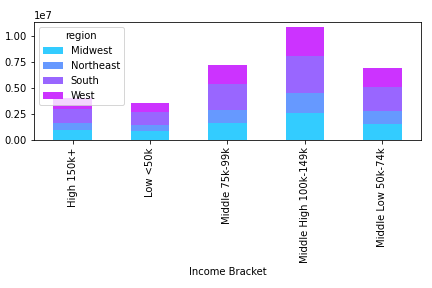 1e7
1.00
0.75
0.50
0.25
0.00
region
Midwest
Northeast
South
West
High 150k+
Low <50k
Middle 75k-99k
Middle High 100k-149k
Middle Low 50k-74k
Income Bracket